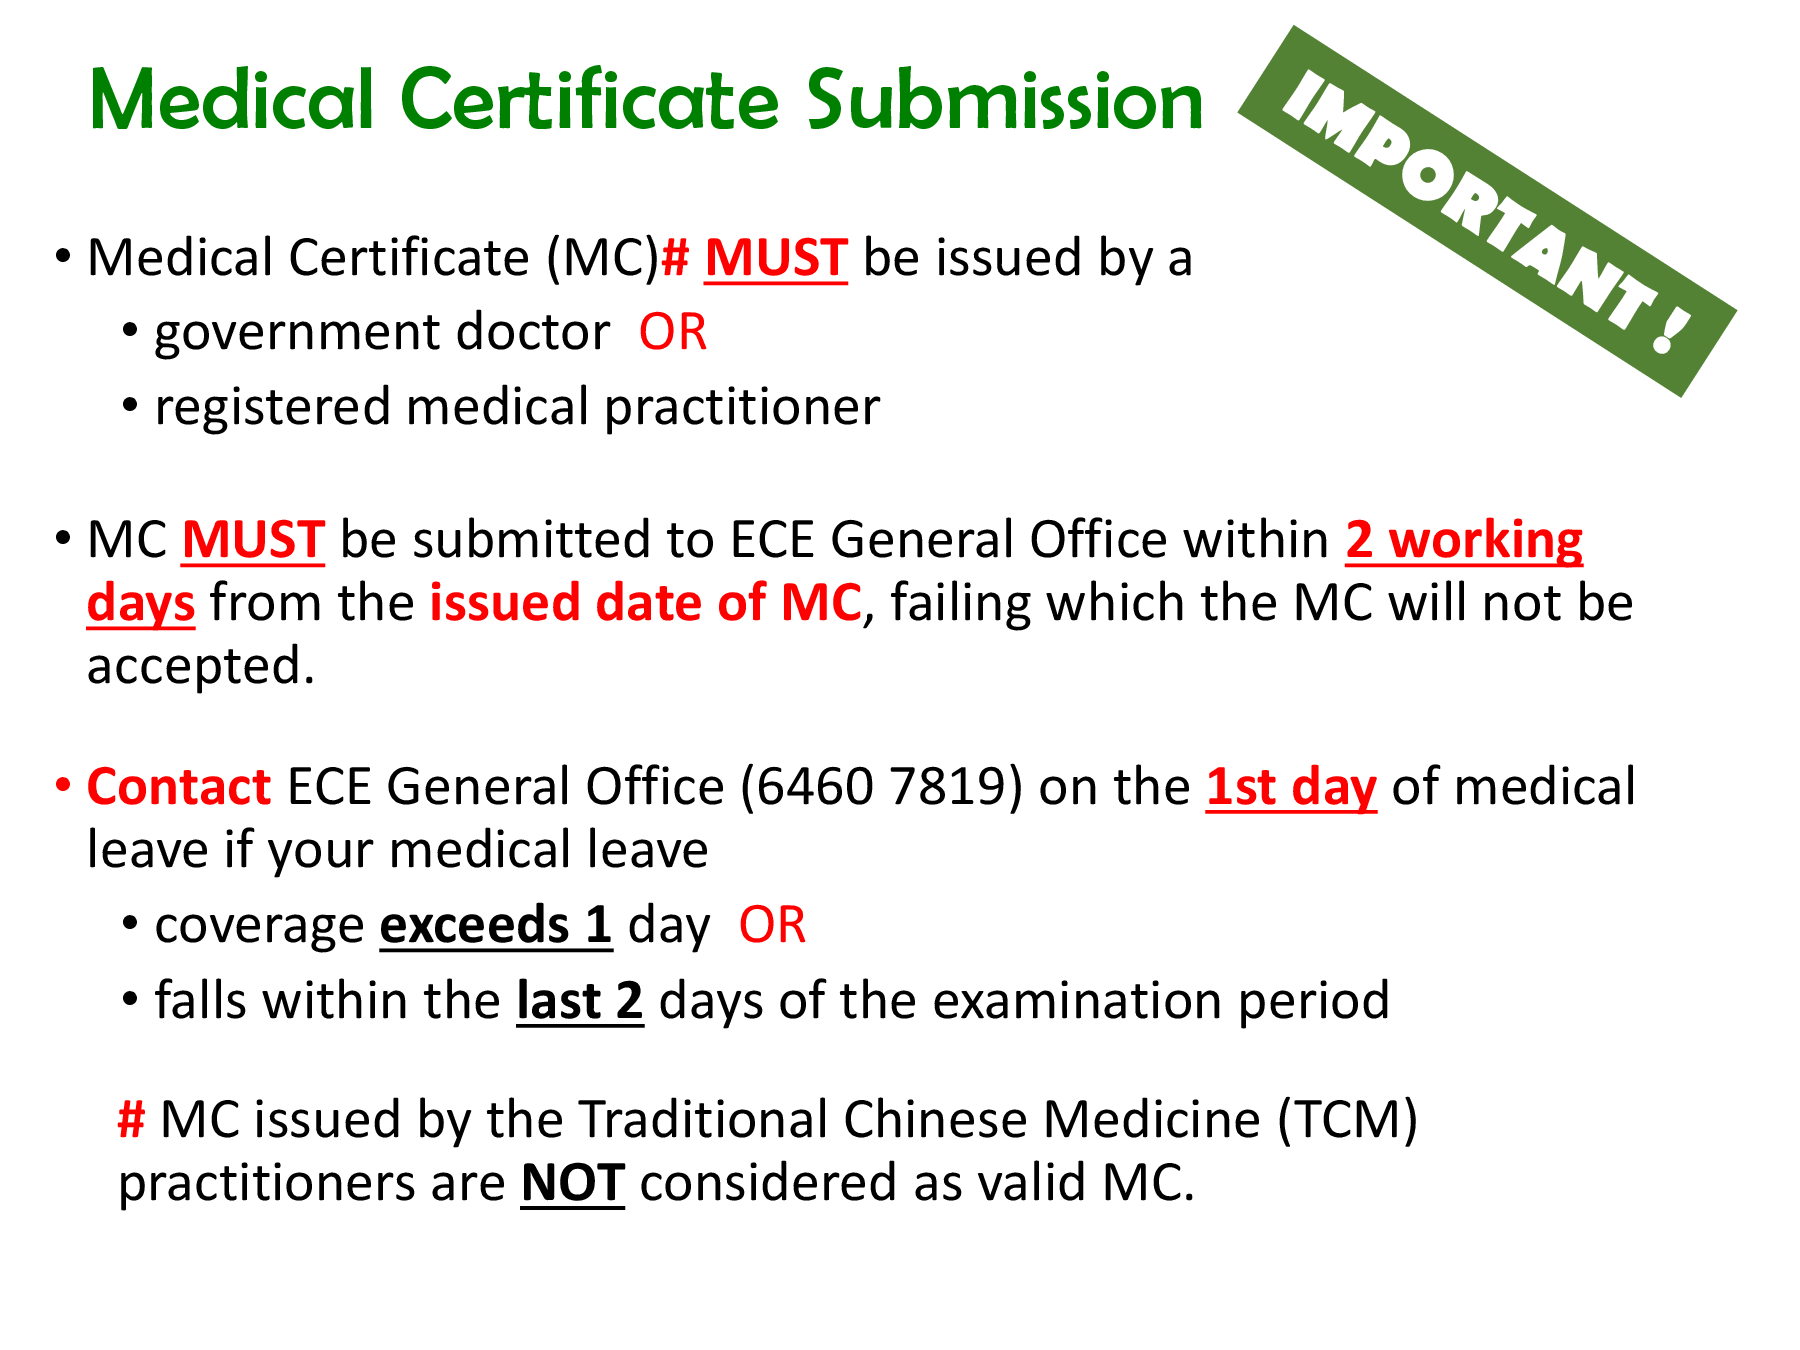 Medical Certificate Submission
IMPORTANT !
• Medical Certificate (MC)# MUST be issued by a
• government doctor OR
• registered medical practitioner
• MC MUST be submitted to ECE General Office within 2 working
days from the issued date of MC, failing which the MC will not be
accepted.
• Contact ECE General Office (6460 7819) on the 1st day of medical
leave if your medical leave
• coverage exceeds 1 day OR
• falls within the last 2 days of the examination period
# MC issued by the Traditional Chinese Medicine (TCM)
practitioners are NOT considered as valid MC.